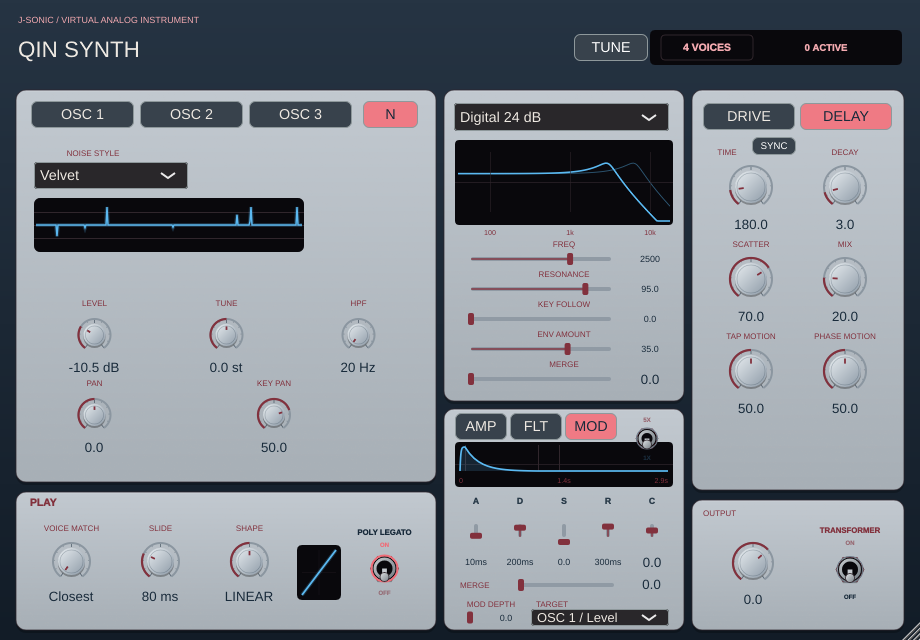 J-SONIC / VIRTUAL ANALOG INSTRUMENT
QIN SYNTH
TUNE
4 VOICES
0 ACTIVE
OSC 1
OSC 2
OSC 3
N
NOISE STYLE
Velvet
LEVEL
TUNE
HPF
-10.5 dB
0.0 st
20 Hz
PAN
KEY PAN
0.0
50.0
PLAY
VOICE MATCH
SLIDE
SHAPE
POLY LEGATO
ON
OFF
Closest
80 ms
LINEAR
Digital 24 dB
100
1k
10k
FREQ
2500
RESONANCE
95.0
KEY FOLLOW
0.0
ENV AMOUNT
35.0
MERGE
0.0
AMP
FLT
MOD
5X
1X
0
1.4s
2.8s
A
D
S
R
C
10ms
200ms
0.0
300ms
0.0
MERGE
0.0
MOD DEPTH
TARGET
0.0
OSC 1 / Level
DRIVE
DELAY
TIME
SYNC
DECAY
180.0
3.0
SCATTER
MIX
70.0
20.0
TAP MOTION
PHASE MOTION
50.0
50.0
OUTPUT
TRANSFORMER
ON
OFF
0.0